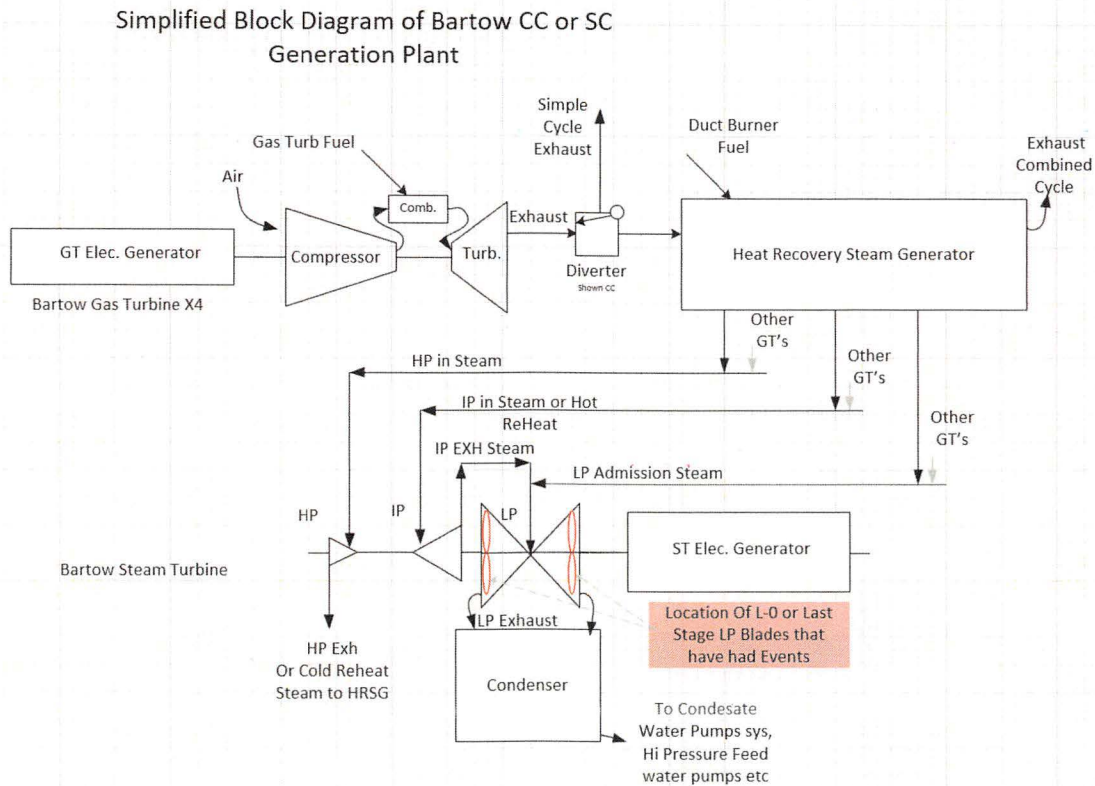 Simplified Block Diagram of Bartow CC or SC
Generation Plant
Simple
Cycle
Exhaust
Duct Burner
Fuel
Exhaust
Combined
Cycle
Gas Turb Fuel
Air
Comb.
Exhaust
GT Elec. Generator
Compressor
Turb.
Diverter
Shown CC
Heat Recovery Steam Generator
Bartow Gas Turbine X4
Other
GT's
HP in Steam
Other
GT's
IP in Steam or Hot
ReHeat
Other
GT's
IP EXH Steam
LP Admission Steam
HP
IP
LP
ST Elec. Generator
Bartow Steam Turbine
LP Exhaust
Location Of L-0 or Last
Stage LP Blades that
have had Events
HP Exh
Or Cold Reheat
Steam to HRSG
Condenser
To Condesate
Water Pumps sys,
Hi Pressure Feed
water pumps etc